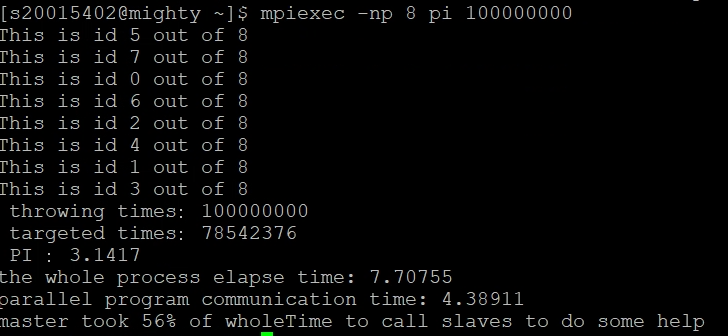 [s20015402@mighty ~]$ mpiexec -np 8 pi 100000000
This is id 5 out of 8
This is id 7 out of 8
This is id 0 out of 8
This is id 6 out of 8
This is id 2 out of 8
This is id 4 out of 8
This is id 1 out of 8
This is id 3 out of 8
throwing times: 100000000
targeted times: 78542376
PI : 3.1417
the whole process elapse time: 7.70755
parallel program communication time: 4.38911
master took 56% of wholeTime to call slaves to do some help